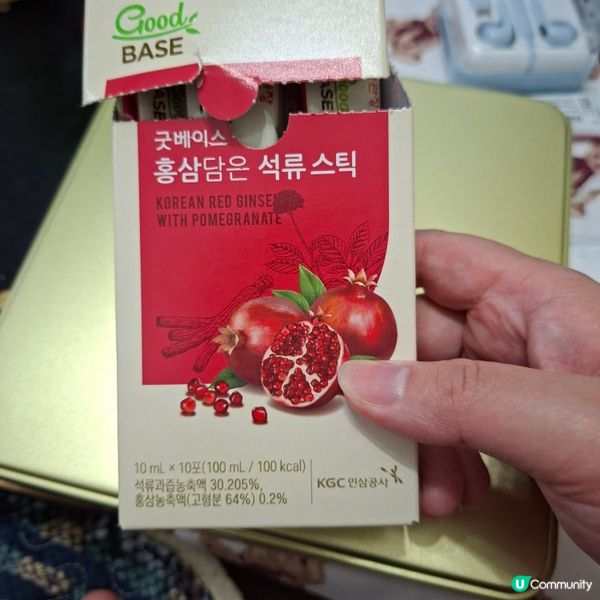 Good
BASE
굿베이스
홍삼담은 석류스틱
KOREAN RED GINSE
WITH POMEGRANATE
10 mL × 10포(100 mL / 100 kcal)
석류과즙농축액 30.205%,
홍삼농축액(고형분 64%) 0.2%
KGC 인삼공사
U Community